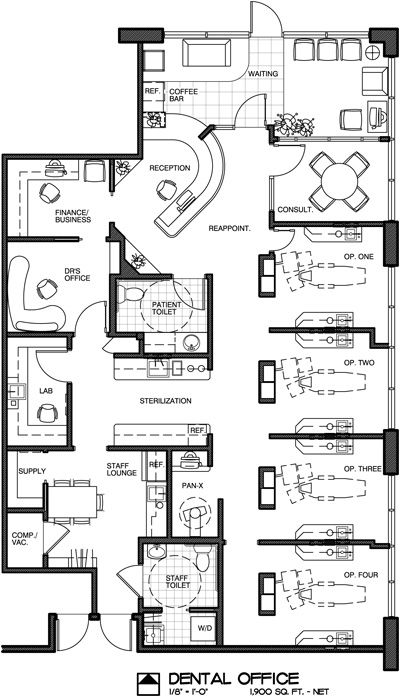 WAITING
REF.
COFFEE
BAR
RECEPTION
CONSULT.
FINANCE/
BUSINESS
REAPPOINT.
OP. ONE
DR'S
OFFICE
PATIENT
TOILET
OP. TWO
LAB
STERILIZATION
REF.
SUPPLY
STAFF
LOUNGE
REF.
PAN-X
OP. THREE
COMP./
VAC.
STAFF
TOILET
OP. FOUR
W/D
DENTAL OFFICE
1/8" = 1'-0"
1,900 SQ. FT. - NET